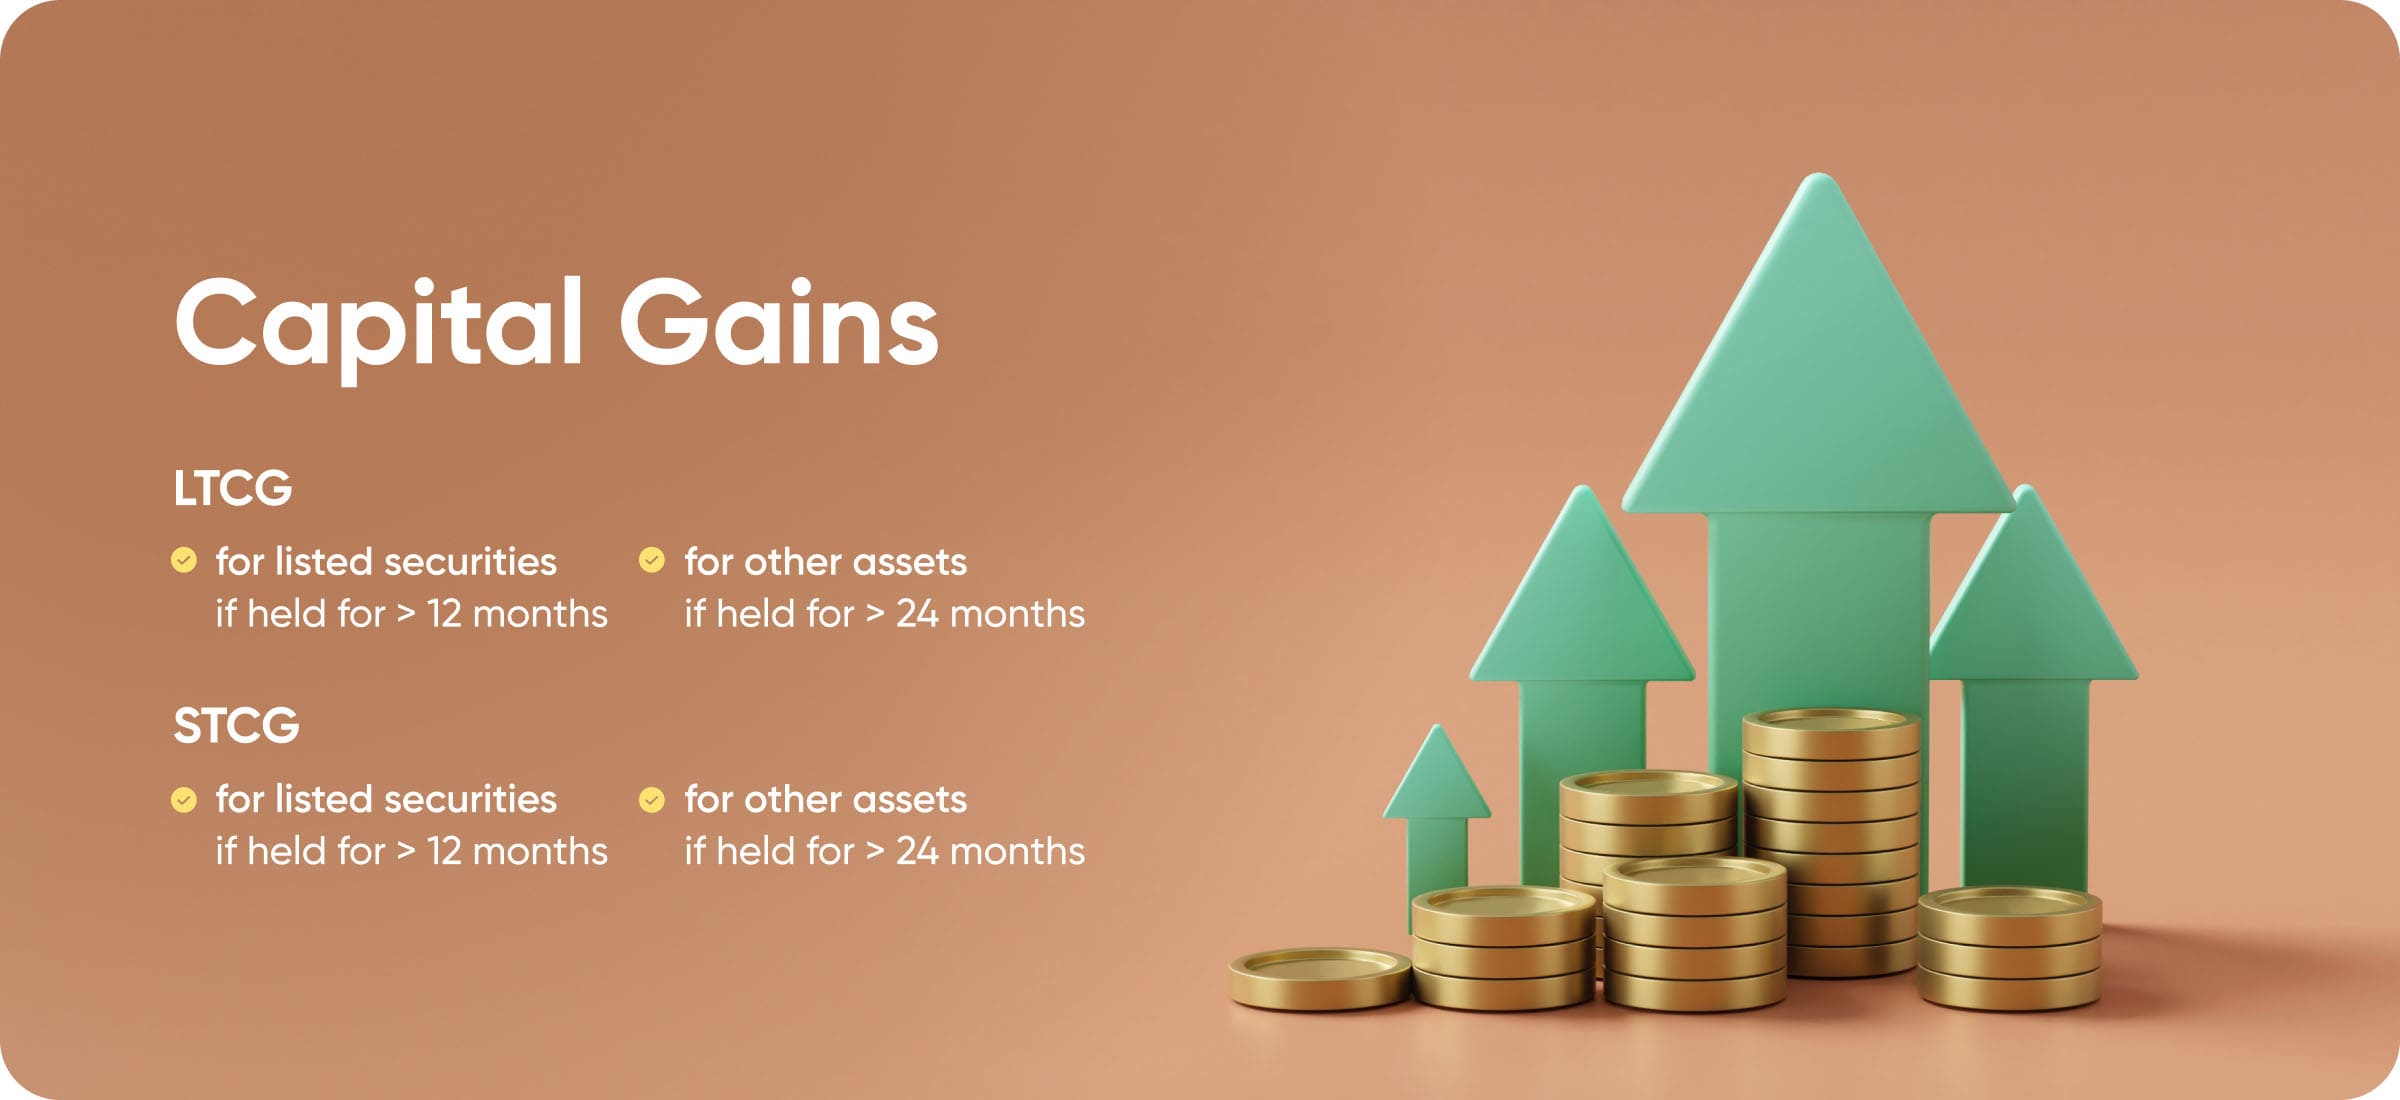 Capital Gains
LTCG
for listed securities
if held for > 12 months
for other assets
if held for > 24 months
STCG
for listed securities
if held for > 12 months
for other assets
if held for > 24 months